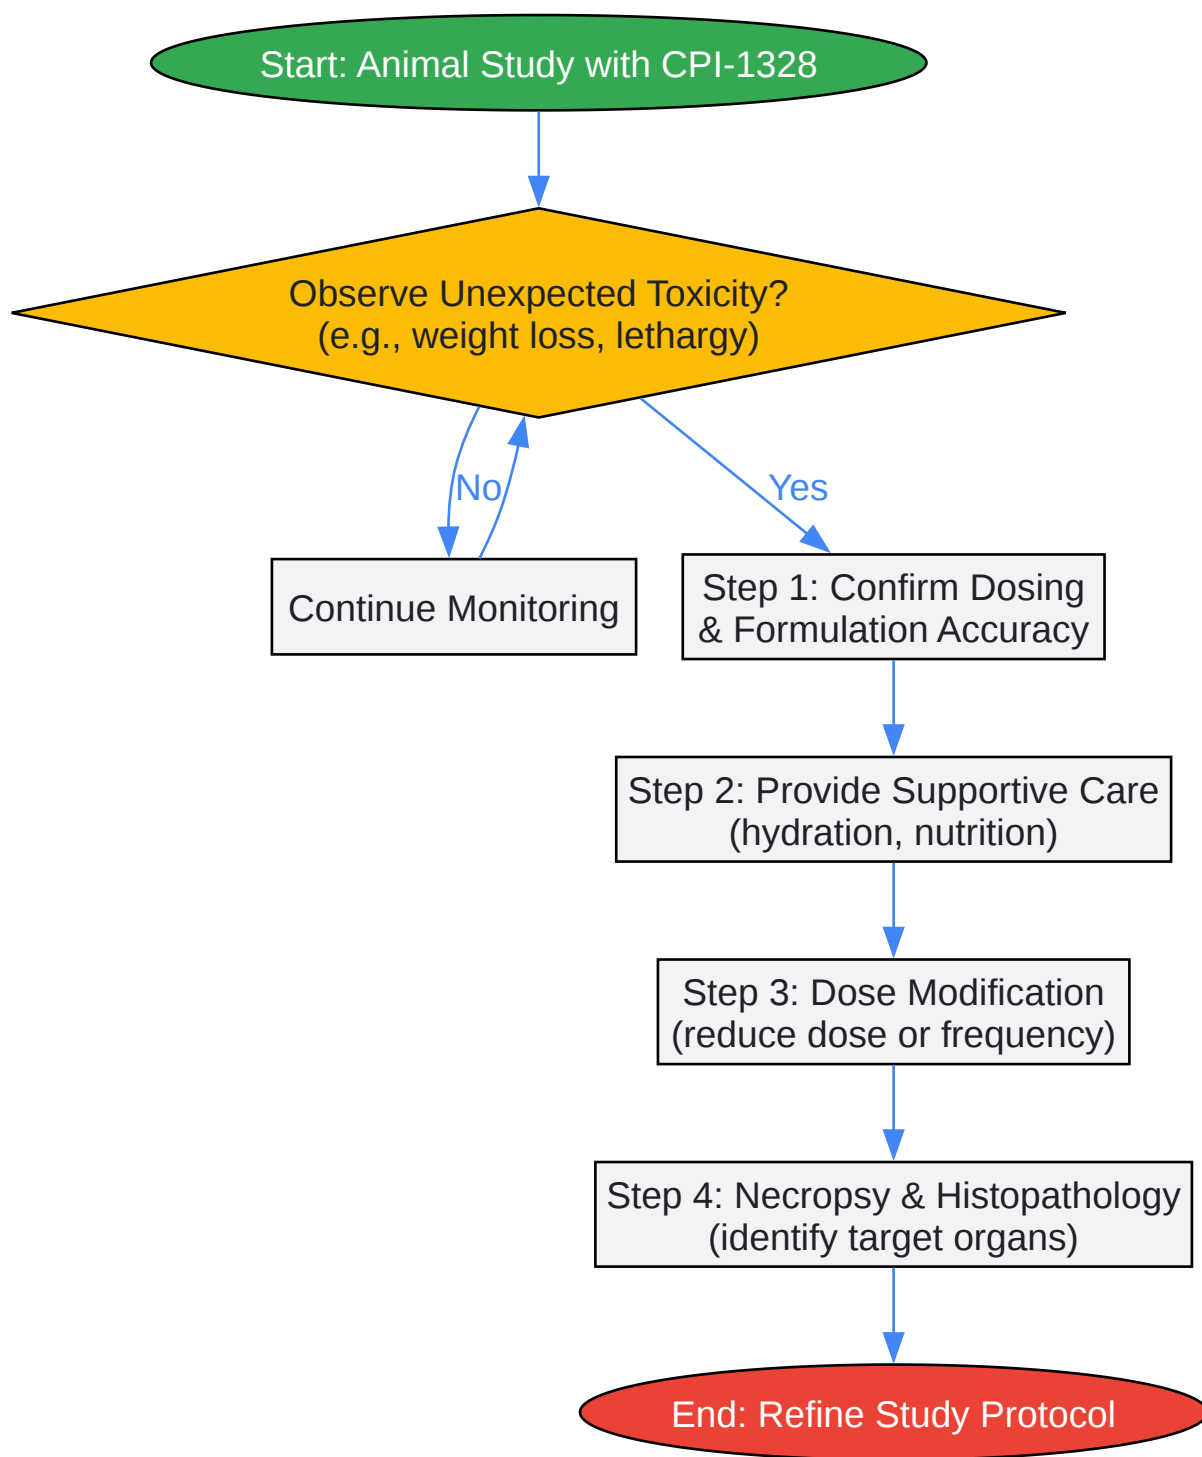 Start: Animal Study with CPI-1328
Observe Unexpected Toxicity?
(e.g., weight loss, lethargy)
No
Yes
Continue Monitoring
Step 1: Confirm Dosing
& Formulation Accuracy
Step 2: Provide Supportive Care
(hydration, nutrition)
Step 3: Dose Modification
(reduce dose or frequency)
Step 4: Necropsy & Histopathology
(identify target organs)
End: Refine Study Protocol